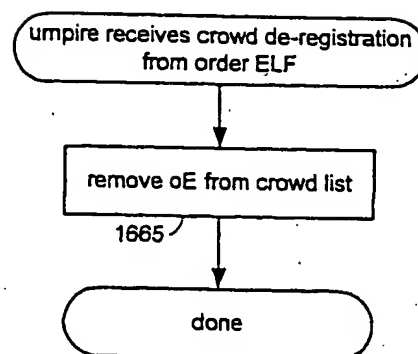 umpire receives crowd de-registration
from order ELF
remove oE from crowd list
1665
done